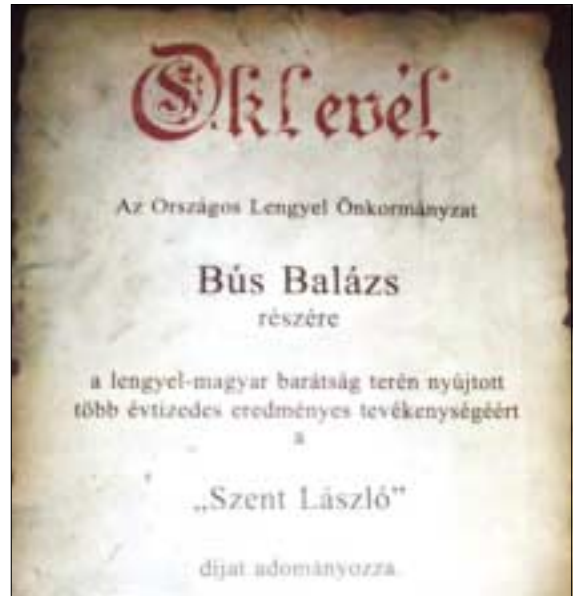 Oklevél
Az Országos Lengyel Önkormányzat
Bús Balázs
részére
a lengyel-magyar barátság terén nyújtott
több évtizedes eredményes tevékenységéért
a
„Szent László”
díjat adományozza.